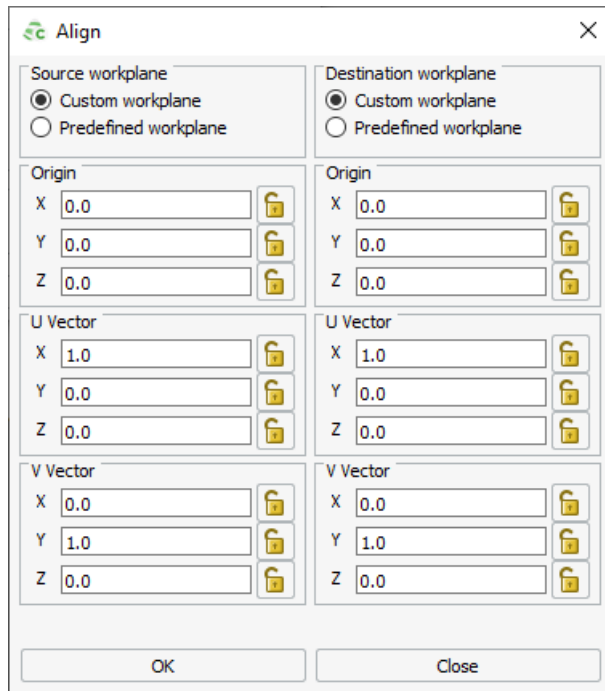 Align
Source workplane
Custom workplane
Predefined workplane
Destination workplane
Custom workplane
Predefined workplane
Origin
X 0.0
Y 0.0
Z 0.0
Origin
X 0.0
Y 0.0
Z 0.0
U Vector
X 1.0
Y 0.0
Z 0.0
U Vector
X 1.0
Y 0.0
Z 0.0
V Vector
X 0.0
Y 1.0
Z 0.0
V Vector
X 0.0
Y 1.0
Z 0.0
OK
Close